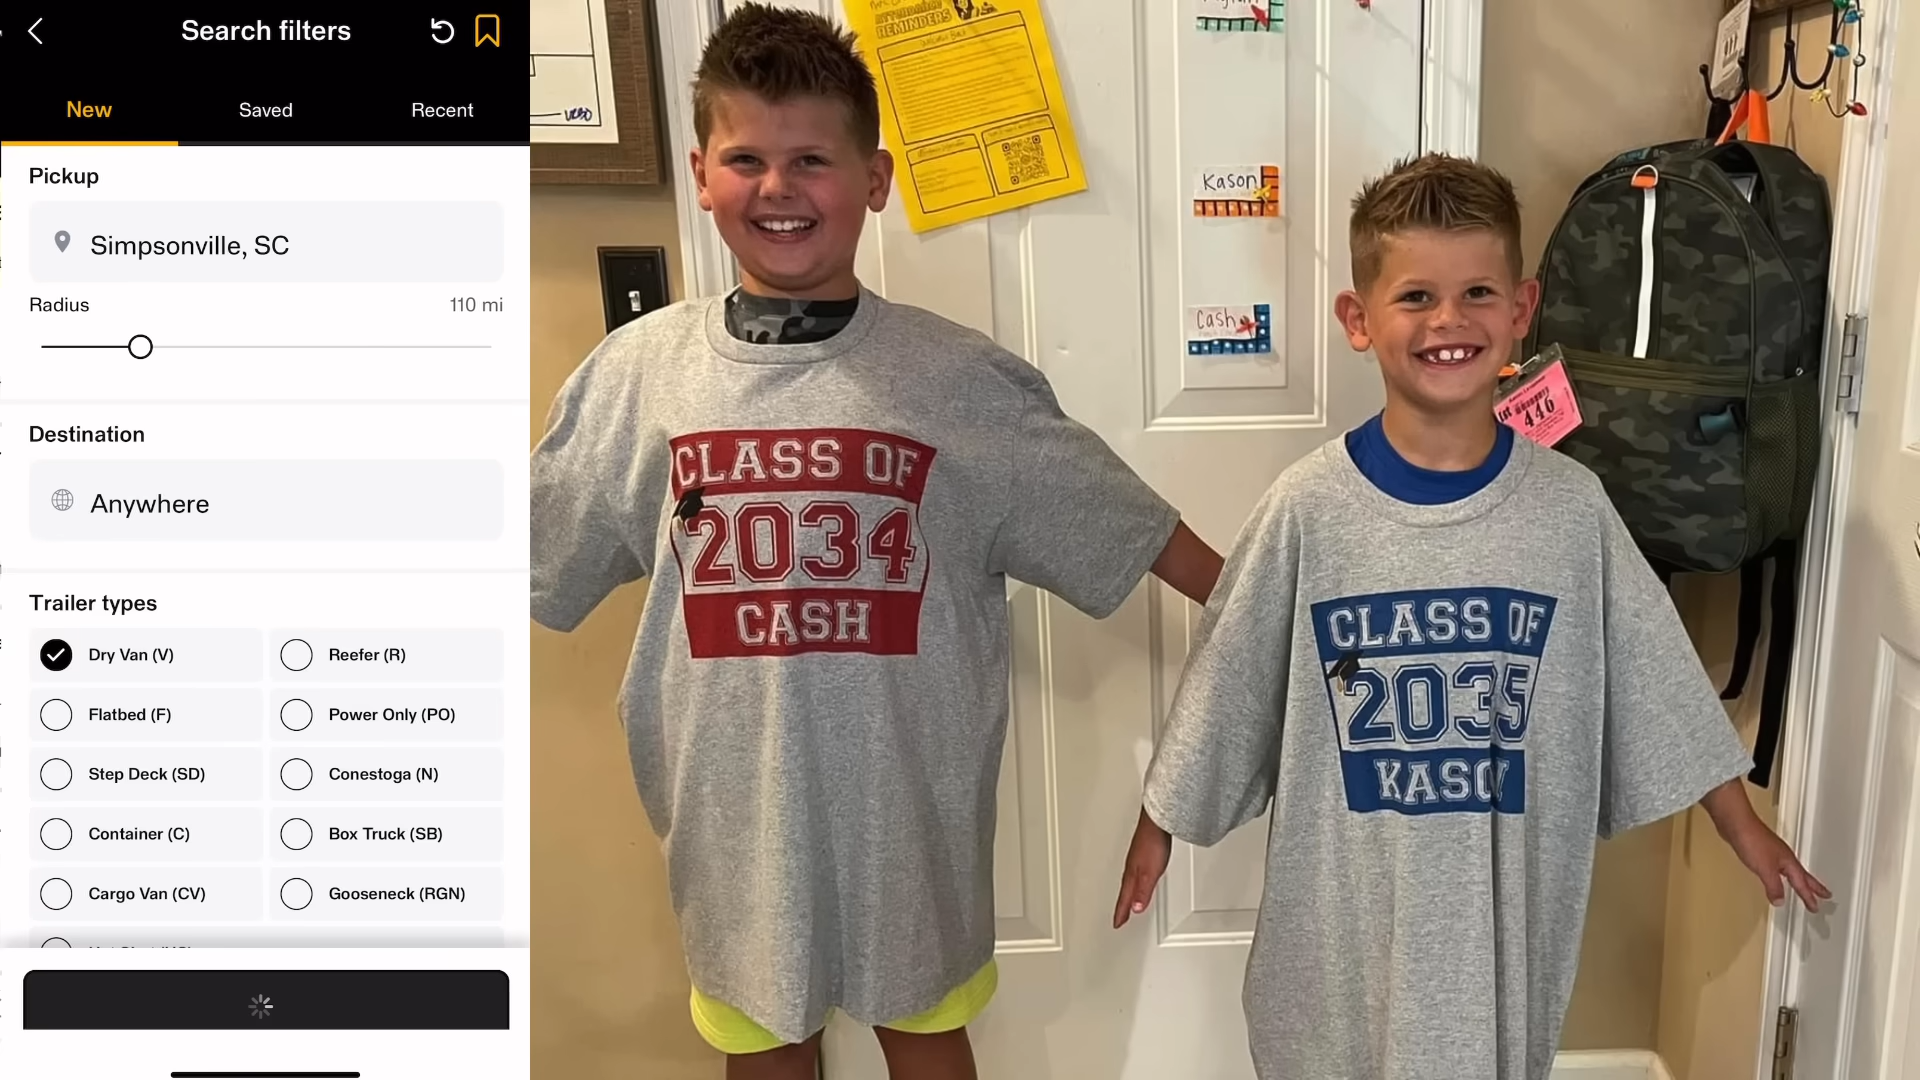 Search filters
New
Saved
Recent
Pickup
Simpsonville, SC
Radius
110 mi
Destination
Anywhere
Trailer types
Dry Van (V)
Reefer (R)
Flatbed (F)
Power Only (PO)
Step Deck (SD)
Conestoga (N)
Container (C)
Box Truck (SB)
Cargo Van (CV)
Gooseneck (RGN)
REMINDERS
Kason
Cash
446
CLASS OF
2034
CASH
CLASS OF
2035
KASON